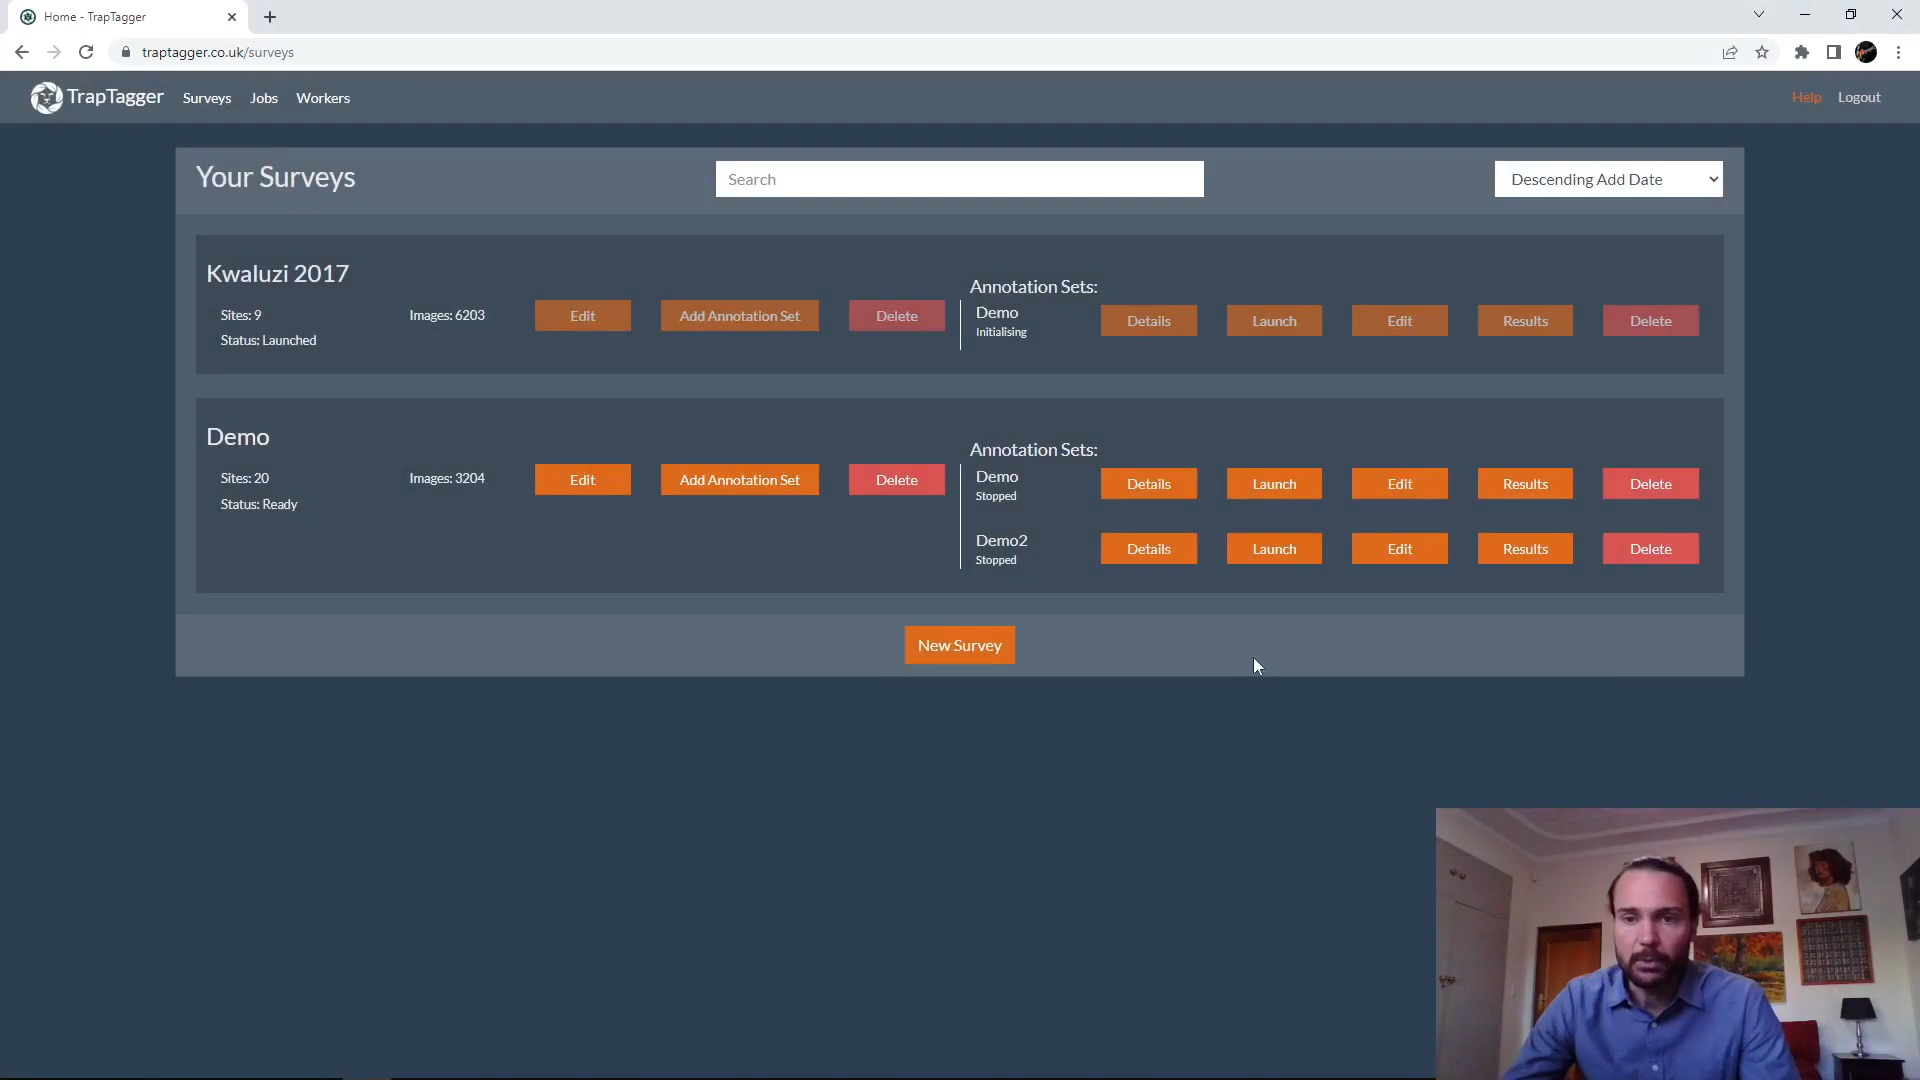 Home - TrapTagger
traptagger.co.uk/surveys
TrapTagger Surveys Jobs Workers Help Logout
Your Surveys Search Descending Add Date
Kwaluzi 2017
Sites: 9 Images: 6203 Edit Add Annotation Set Delete
Status: Launched
Annotation Sets:
Demo Details Launch Edit Results Delete
Initialising
Demo
Sites: 20 Images: 3204 Edit Add Annotation Set Delete
Status: Ready
Annotation Sets:
Demo Details Launch Edit Results Delete
Stopped
Demo2 Details Launch Edit Results Delete
Stopped
New Survey